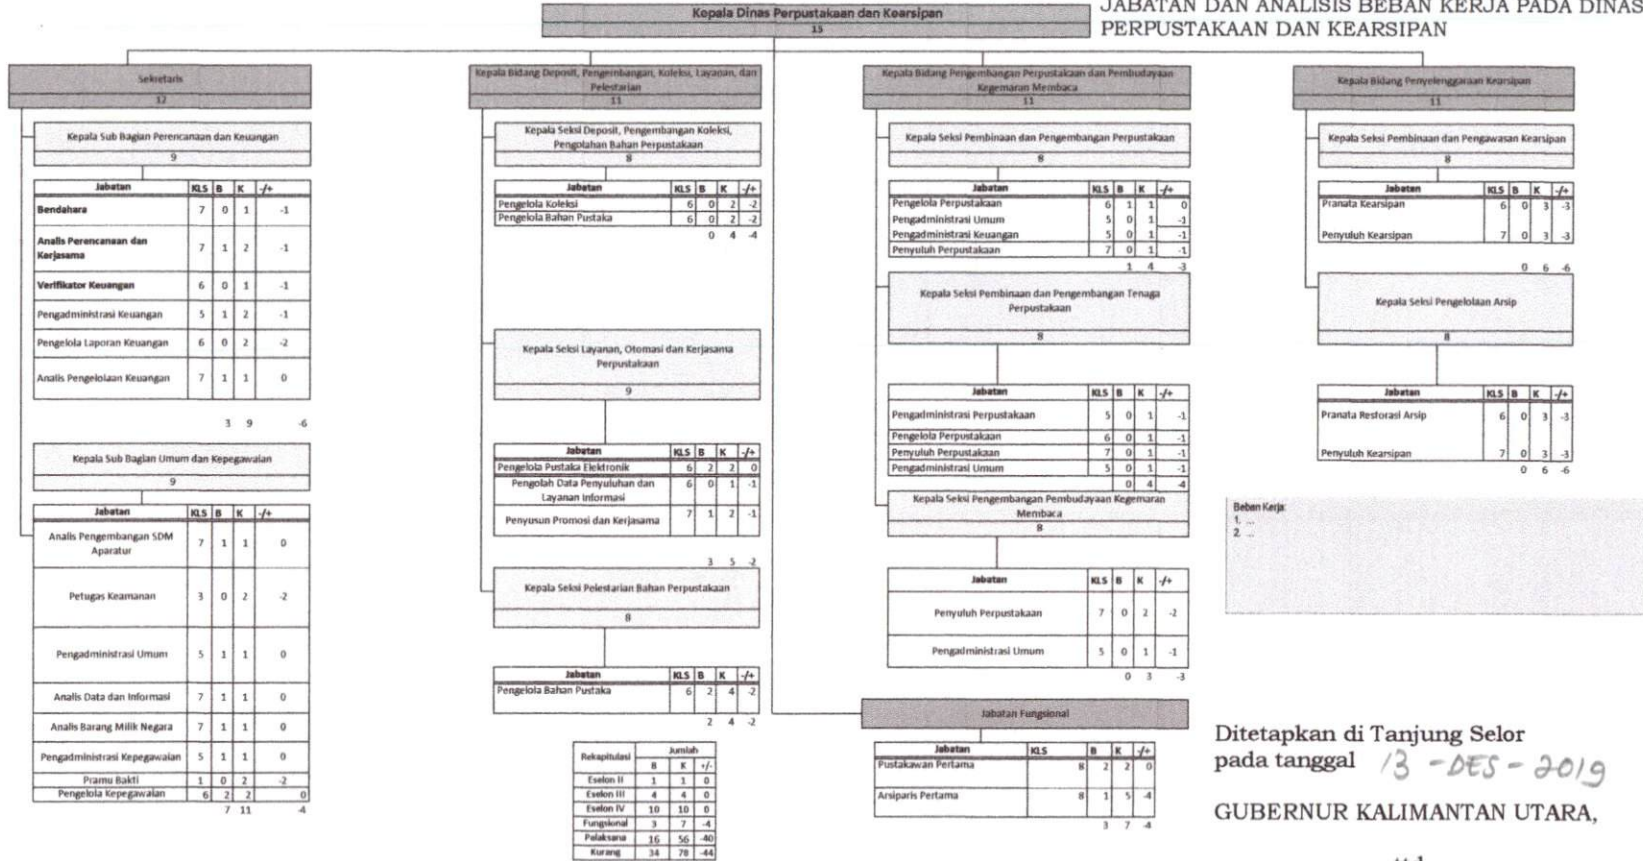 JABATAN DAN ANALISIS BEBAN KERJA PADA DINAS
PERPUSTAKAAN DAN KEARSIPAN
Kepala Dinas Perpustakaan dan Kearsipan
15
Sekretaris
12
Kepala Sub Bagian Perencanaan dan Keuangan
9
Jabatan KLS B K -/+
Bendahara 7 0 1 -1
Analis Perencanaan dan
Kerjasama 7 1 2 -1
Verifikator Keuangan 6 0 1 -1
Pengadministrasi Keuangan 5 1 2 -1
Pengelola Laporan Keuangan 6 0 2 -2
Analis Pengelolaan Keuangan 7 1 1 0
3 9 -6
Kepala Sub Bagian Umum dan Kepegawaian
9
Jabatan KLS B K -/+
Analis Pengembangan SDM
Aparatur 7 1 1 0
Petugas Keamanan 3 0 2 -2
Pengadministrasi Umum 5 1 1 0
Analis Data dan Informasi 7 1 1 0
Analis Barang Milik Negara 7 1 1 0
Pengadministrasi Kepegawaian 5 1 1 0
Pramu Bakti 1 0 2 -2
Pengelola Kepegawaian 6 2 2 0
7 11 -4
Kepala Bidang Deposit, Pengembangan, Koleksi, Layanan, dan
Pelestarian
11
Kepala Seksi Deposit, Pengembangan Koleksi,
Pengolahan Bahan Perpustakaan
8
Jabatan KLS B K -/+
Pengelola Koleksi 6 0 2 -2
Pengelola Bahan Pustaka 6 0 2 -2
0 4 -4
Kepala Seksi Layanan, Otomasi dan Kerjasama
Perpustakaan
9
Jabatan KLS B K -/+
Pengelola Pustaka Elektronik 6 2 2 0
Pengolah Data Penyuluhan dan
Layanan Informasi 6 0 1 -1
Penyusun Promosi dan Kerjasama 7 1 2 -1
3 5 -2
Kepala Seksi Pelestarian Bahan Perpustakaan
8
Jabatan KLS B K -/+
Pengelola Bahan Pustaka 6 2 4 -2
2 4 -2
Rekapitulasi Jumlah
B K +/-
Eselon II 1 1 0
Eselon III 4 4 0
Eselon IV 10 10 0
Fungsional 3 7 -4
Pelaksana 16 56 -40
Kurang 34 78 -44
Kepala Bidang Pengembangan Perpustakaan dan Pembudayaan
Kegemaran Membaca
11
Kepala Seksi Pembinaan dan Pengembangan Perpustakaan
8
Jabatan KLS B K -/+
Pengelola Perpustakaan 6 1 1 0
Pengadministrasi Umum 5 0 1 -1
Pengadministrasi Keuangan 5 0 1 -1
Penyuluh Perpustakaan 7 0 1 -1
1 4 -3
Kepala Seksi Pembinaan dan Pengembangan Tenaga
Perpustakaan
8
Jabatan KLS B K -/+
Pengadministrasi Perpustakaan 5 0 1 -1
Pengelola Perpustakaan 6 0 1 -1
Penyuluh Perpustakaan 7 0 1 -1
Pengadministrasi Umum 5 0 1 -1
0 4 -4
Kepala Seksi Pengembangan Pembudayaan Kegemaran
Membaca
8
Jabatan KLS B K -/+
Penyuluh Perpustakaan 7 0 2 -2
Pengadministrasi Umum 5 0 1 -1
0 3 -3
Jabatan Fungsional
Jabatan KLS B K -/+
Pustakawan Pertama 8 2 2 0
Arsiparis Pertama 8 1 5 -4
3 7 -4
Kepala Bidang Penyelenggaraan Kearsipan
11
Kepala Seksi Pembinaan dan Pengawasan Kearsipan
8
Jabatan KLS B K -/+
Pranata Kearsipan 6 0 3 -3
Penyuluh Kearsipan 7 0 3 -3
0 6 -6
Kepala Seksi Pengelolaan Arsip
8
Jabatan KLS B K -/+
Pranata Restorasi Arsip 6 0 3 -3
Penyuluh Kearsipan 7 0 3 -3
0 6 -6
Beban Kerja:
1. ...
2. ...
Ditetapkan di Tanjung Selor
pada tanggal 13 - DES - 2019
GUBERNUR KALIMANTAN UTARA,